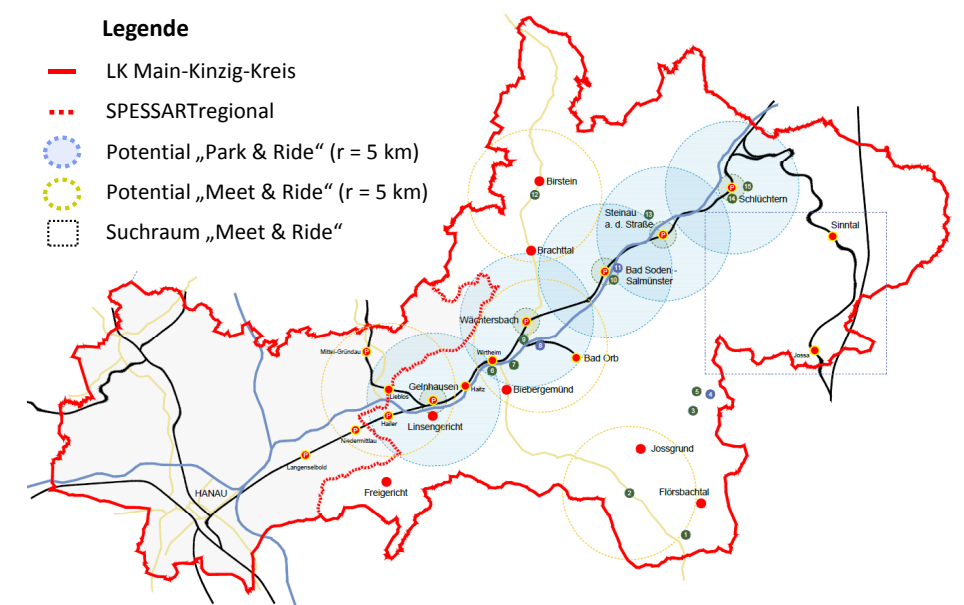 Legende
LK Main-Kinzig-Kreis
SPESSARTregional
Potential „Park & Ride“ (r = 5 km)
Potential „Meet & Ride“ (r = 5 km)
Suchraum „Meet & Ride“
Birstein
12
Brachttal
Steinau
a. d. Straße
13
P
P
15
14
Schlüchtern
Sinntal
P
11
10
Bad Soden -
Salmünster
Wächtersbach
P
9
8
Bad Orb
Wirtheim
6
7
Biebergemünd
Mittel-Gründau
P
Jossa
Gelnhausen
Haitz
Lieblos
P
P
Hailer
Linsengericht
5
4
3
P
Niedermittlau
P
Langenselbold
Jossgrund
HANAU
Freigericht
2
Flörsbachtal
1